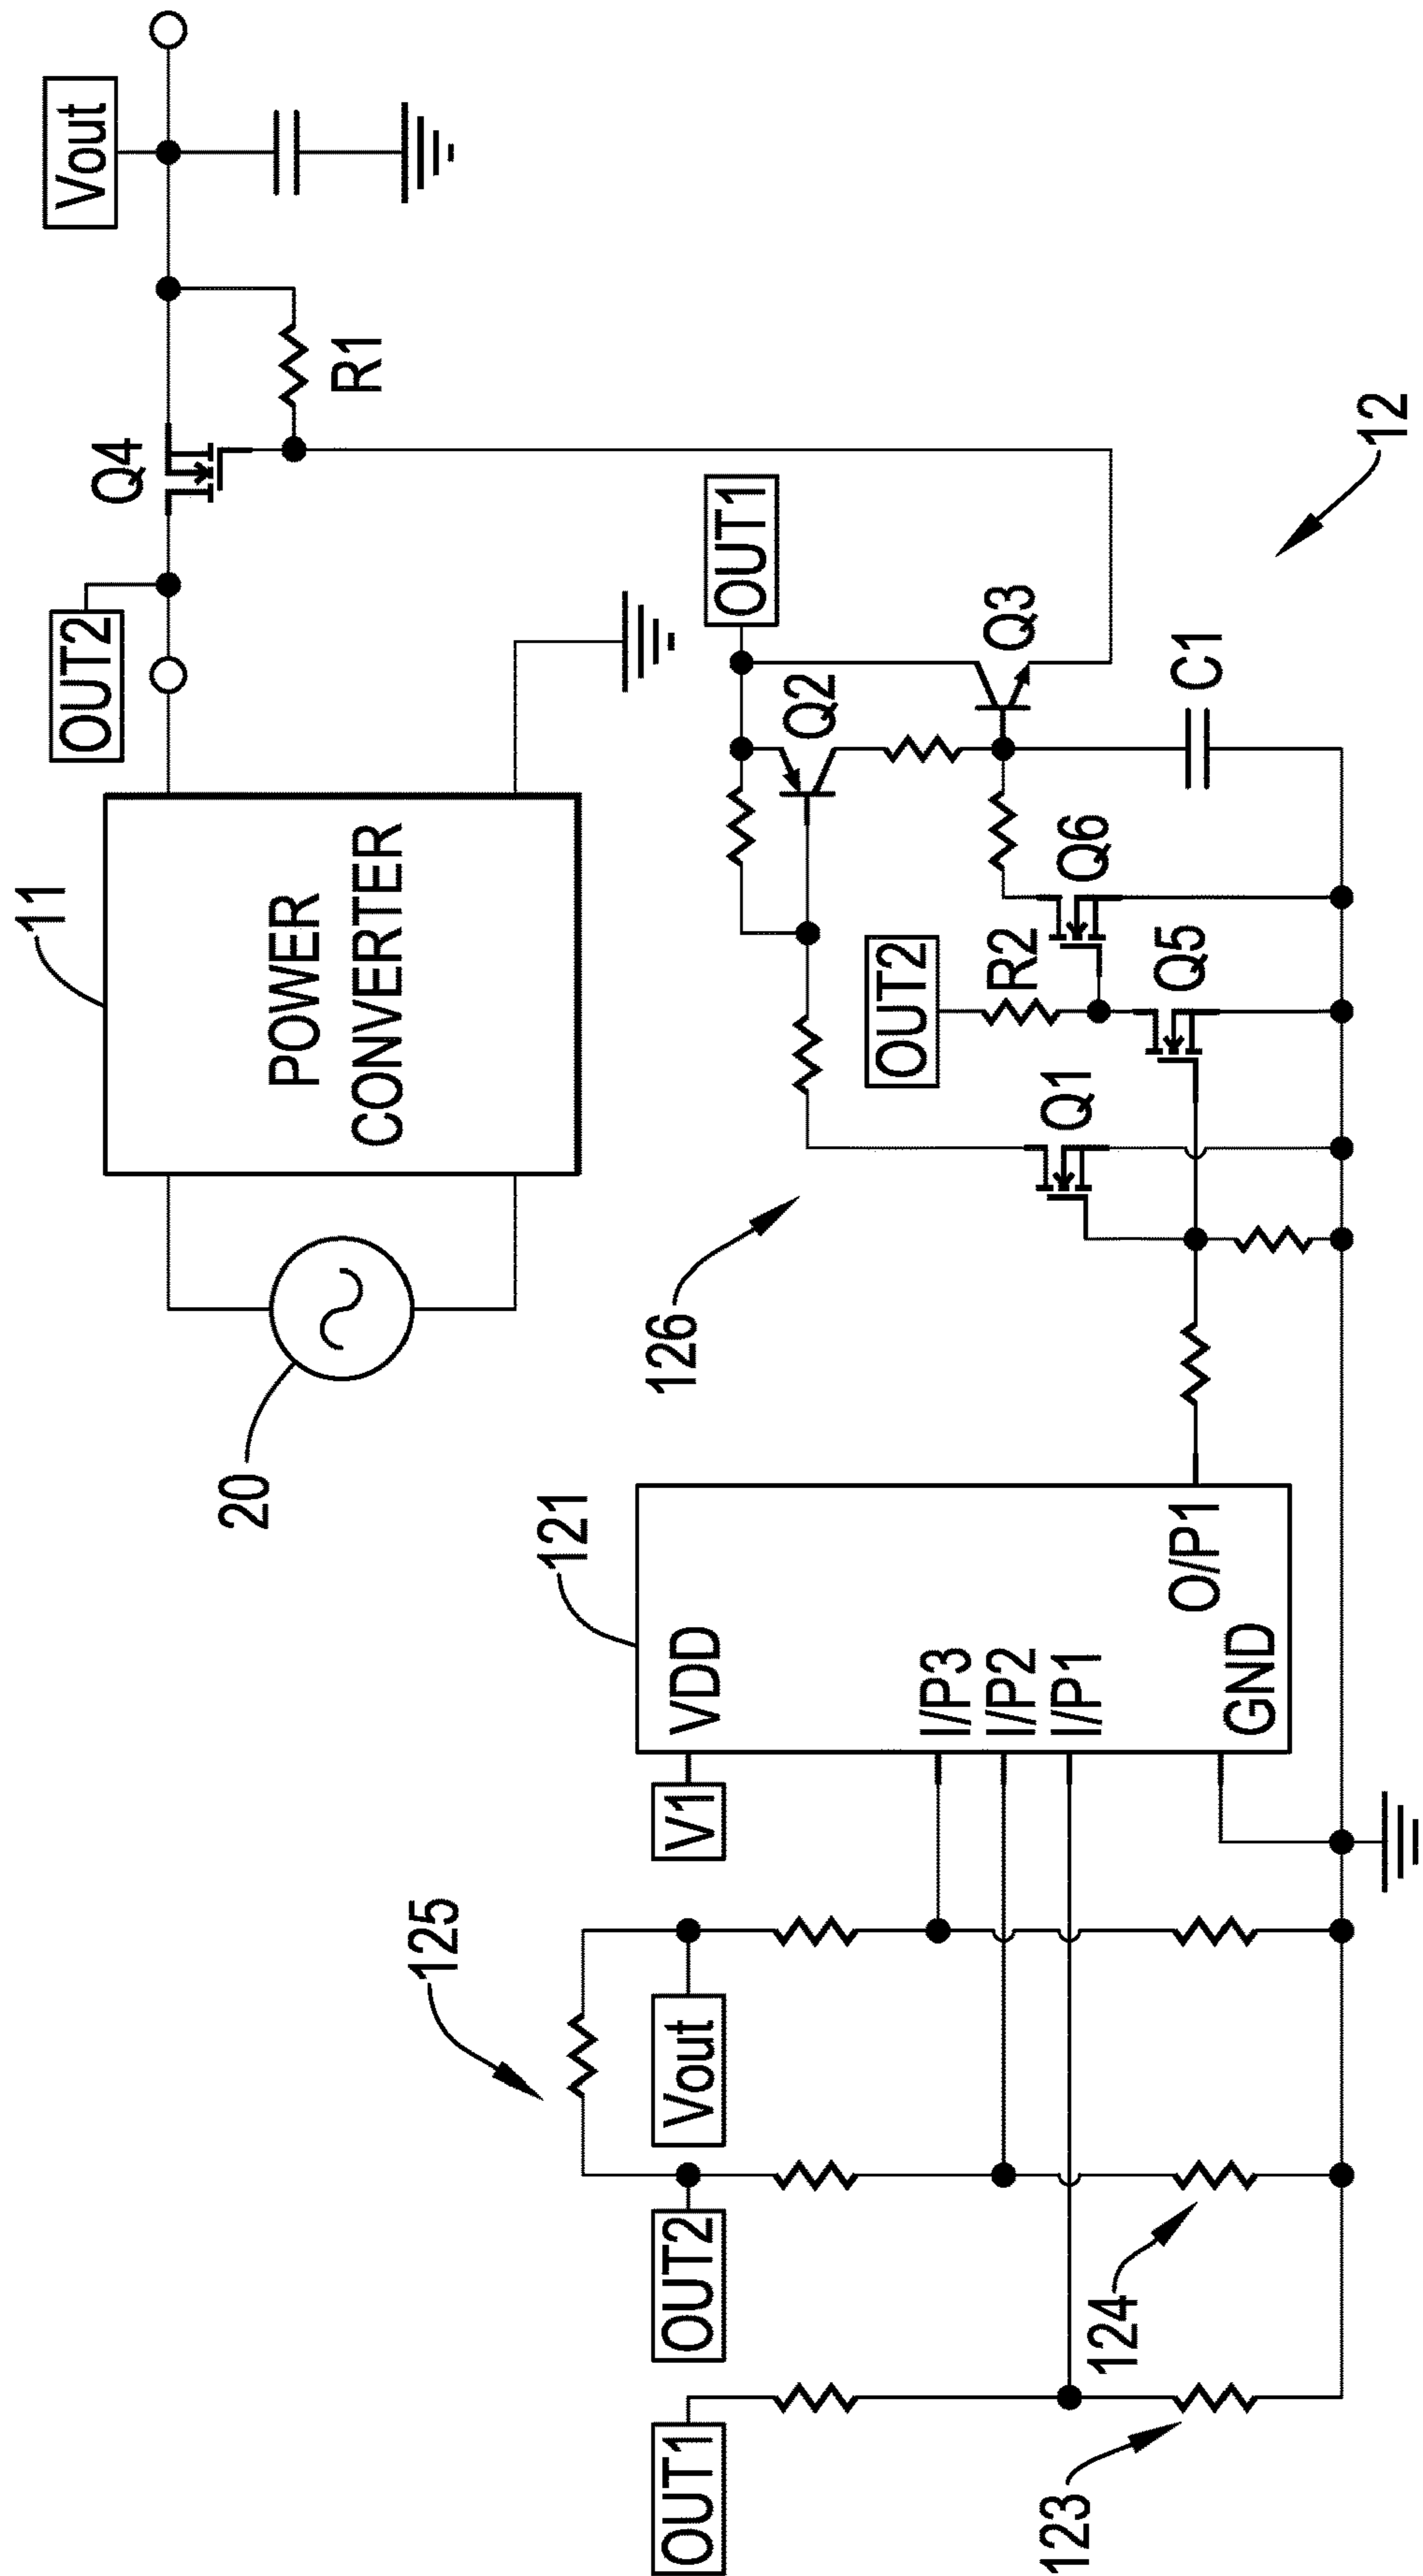 11
20
POWER
CONVERTER
OUT2
Q4
R1
Vout
125
121
126
OUT1
Q2
Q3
OUT1
OUT2
Vout
V1
VDD
I/P3
I/P2
I/P1
GND
O/P1
Q1
OUT2
R2
Q5
Q6
C1
123
124
12